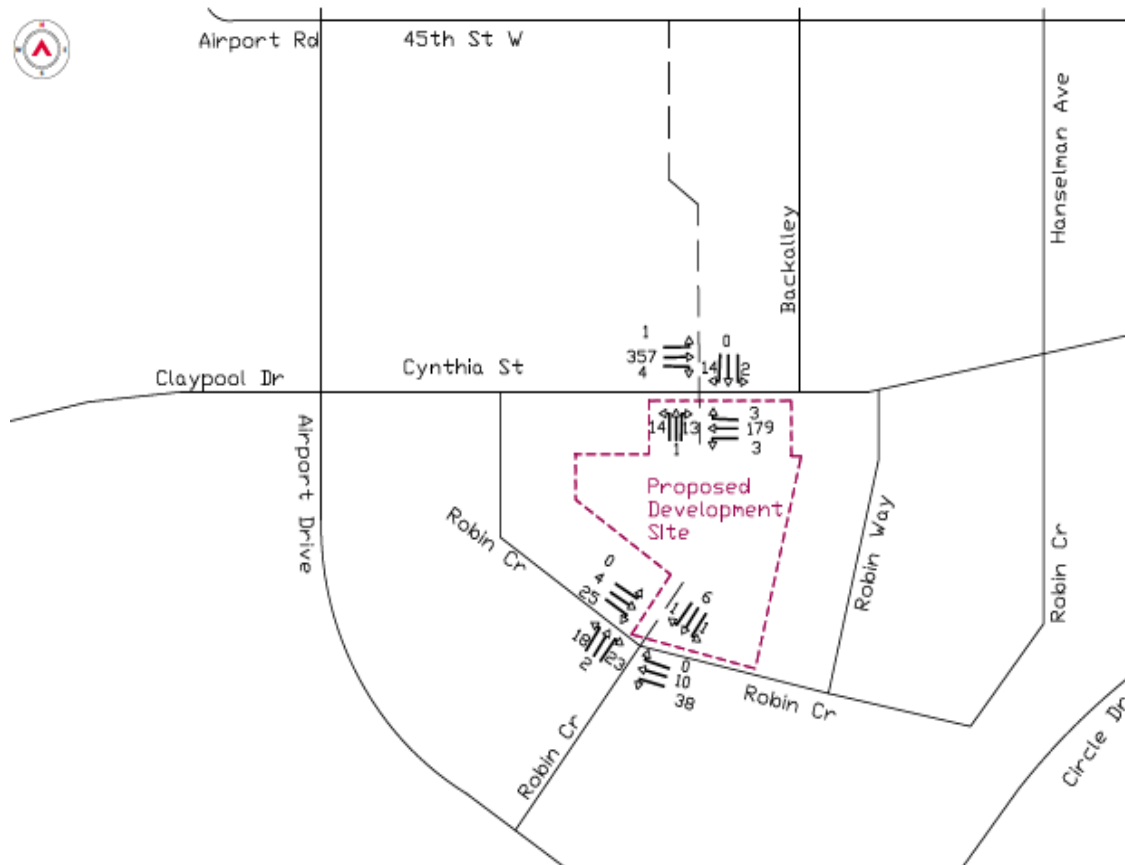 Airport Rd
45th St W
Hanselman Ave
Backalley
1
357
4
0
14
2
Cynthia St
Claypool Dr
14
13
1
3
179
3
Airport Drive
Proposed
Development
SIte
Robin Cr
Robin Way
Robin Cr
0
4
25
6
1
1
18
2
23
0
10
38
Robin Cr
Robin Cr
Circle Dr